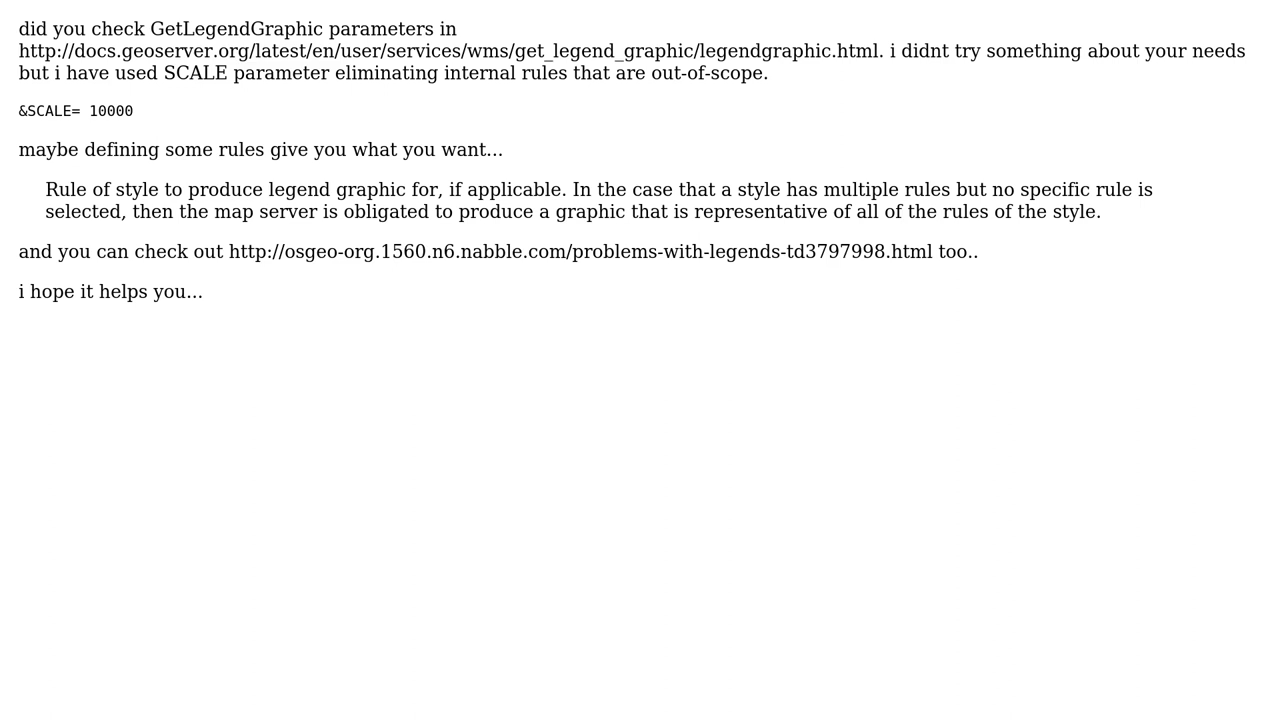 did you check GetLegendGraphic parameters in
http://docs.geoserver.org/latest/en/user/services/wms/get_legend_graphic/legendgraphic.html. i didnt try something about your needs
but i have used SCALE parameter eliminating internal rules that are out-of-scope.
&SCALE= 10000
maybe defining some rules give you what you want...
Rule of style to produce legend graphic for, if applicable. In the case that a style has multiple rules but no specific rule is
selected, then the map server is obligated to produce a graphic that is representative of all of the rules of the style.
and you can check out http://osgeo-org.1560.n6.nabble.com/problems-with-legends-td3797998.html too..
i hope it helps you...